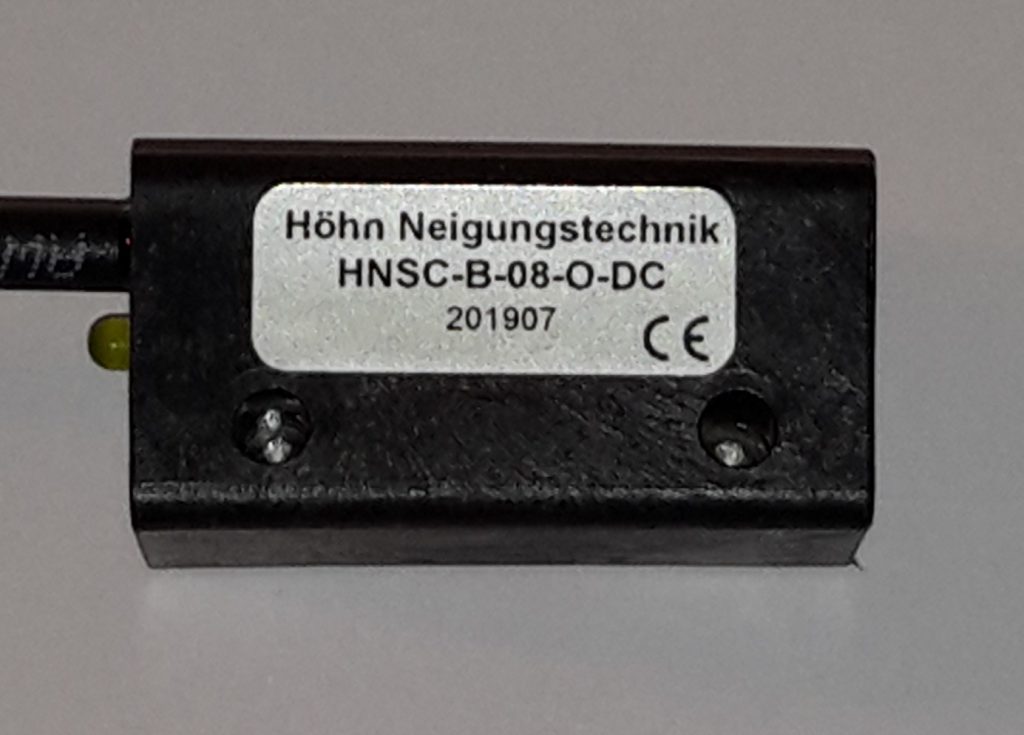 Höhn Neigungstechnik
HNSC-B-08-O-DC
201907
CE